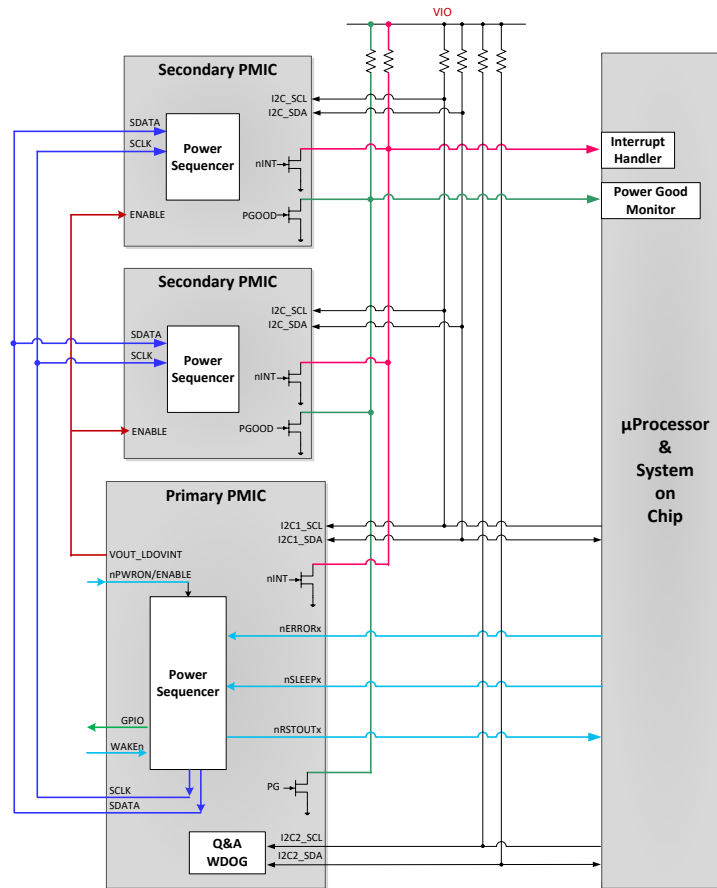 VIO
Secondary PMIC
I2C_SCL
I2C_SDA
SDATA
SCLK
Power
Sequencer
nINT
PGOOD
ENABLE
Interrupt
Handler
Power Good
Monitor
Secondary PMIC
I2C_SCL
I2C_SDA
SDATA
SCLK
Power
Sequencer
nINT
PGOOD
ENABLE
µProcessor
&
System
on
Chip
Primary PMIC
I2C1_SCL
I2C1_SDA
VOUT_LDOVINT
nPWRON/ENABLE
nINT
Power
Sequencer
nERRORx
nSLEEPx
nRSTOUTx
GPIO
WAKEn
SCLK
SDATA
PG
Q&A
WDOG
I2C2_SCL
I2C2_SDA